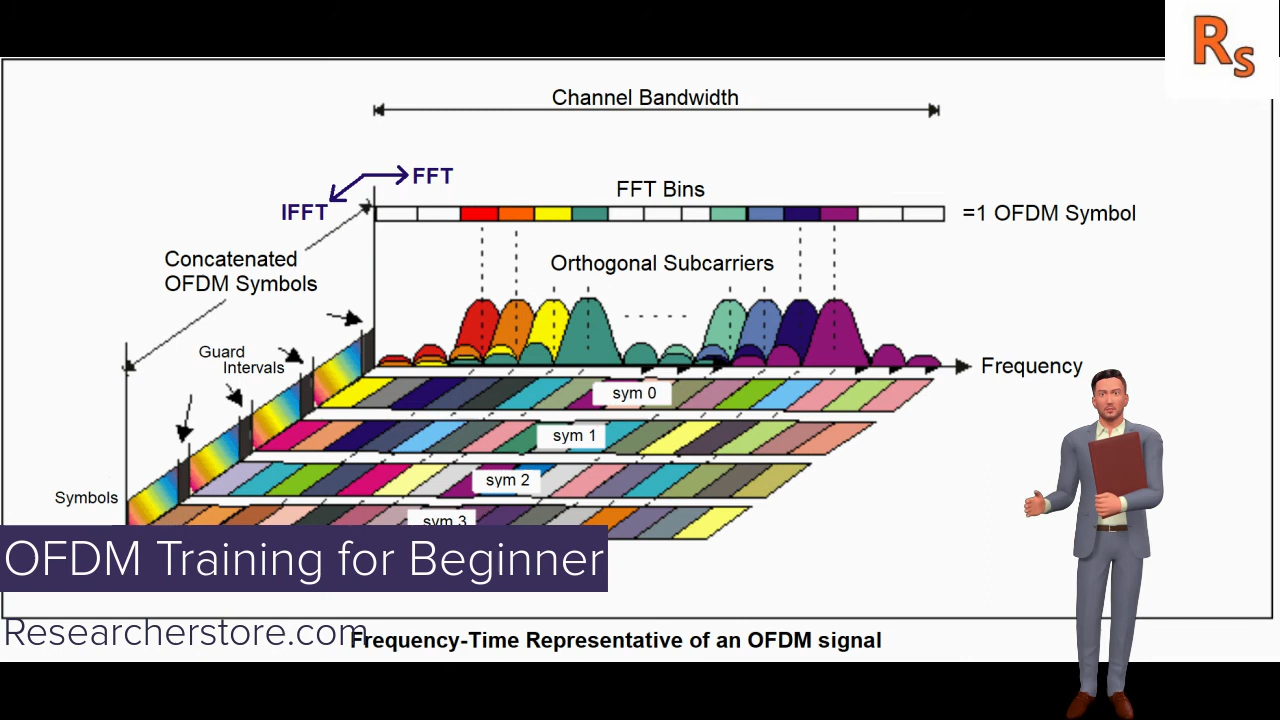 Rs
Channel Bandwidth
FFT
IFFT
FFT Bins
=1 OFDM Symbol
Concatenated
OFDM Symbols
Orthogonal Subcarriers
Guard
Intervals
Frequency
sym 0
sym 1
sym 2
Symbols
sym 3
OFDM Training for Beginner
Researcherstore.com
Frequency-Time Representative of an OFDM signal